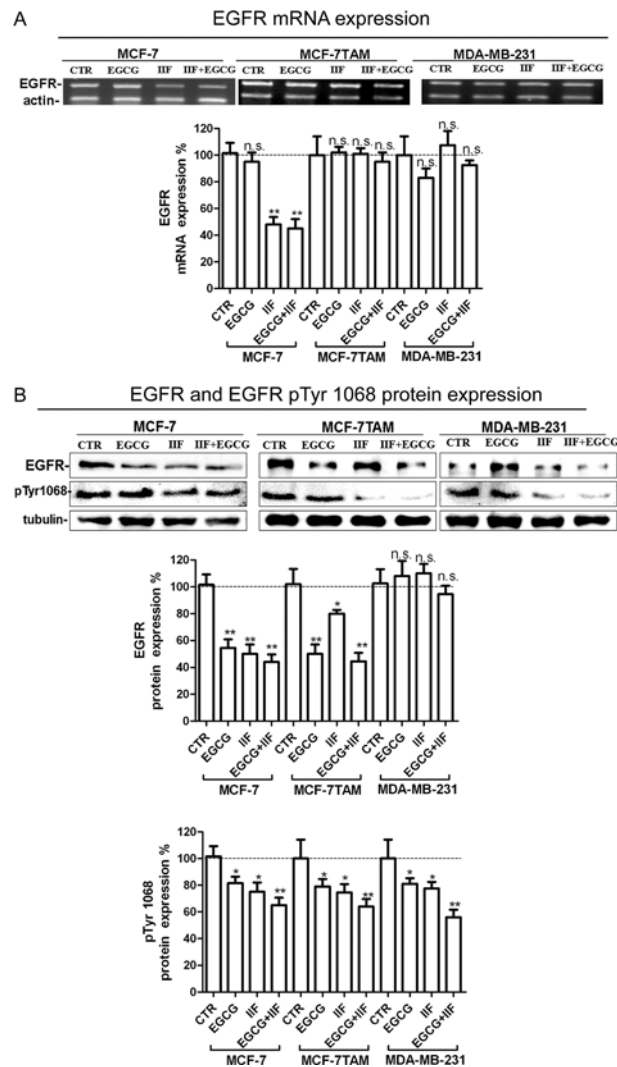 A EGFR mRNA expression
MCF-7 MCF-7TAM MDA-MB-231
CTR EGCG IIF IIF+EGCG CTR EGCG IIF IIF+EGCG CTR EGCG IIF IIF+EGCG
EGFR-
actin-
EGFR
mRNA expression %
120
100
80
60
40
20
0
n.s. ** ** n.s. n.s. n.s. n.s. n.s. n.s.
CTR EGCG IIF EGCG+IIF CTR EGCG IIF EGCG+IIF CTR EGCG IIF EGCG+IIF
MCF-7 MCF-7TAM MDA-MB-231
B EGFR and EGFR pTyr 1068 protein expression
MCF-7 MCF-7TAM MDA-MB-231
CTR EGCG IIF IIF+EGCG CTR EGCG IIF IIF+EGCG CTR EGCG IIF IIF+EGCG
EGFR-
pTyr1068-
tubulin-
EGFR
protein expression %
120
100
80
60
40
20
0
** ** ** ** * ** n.s. n.s. n.s.
CTR EGCG IIF EGCG+IIF CTR EGCG IIF EGCG+IIF CTR EGCG IIF EGCG+IIF
MCF-7 MCF-7TAM MDA-MB-231
pTyr 1068
protein expression %
120
100
80
60
40
20
0
* * ** * * ** * * **
CTR EGCG IIF EGCG+IIF CTR EGCG IIF EGCG+IIF CTR EGCG IIF EGCG+IIF
MCF-7 MCF-7TAM MDA-MB-231